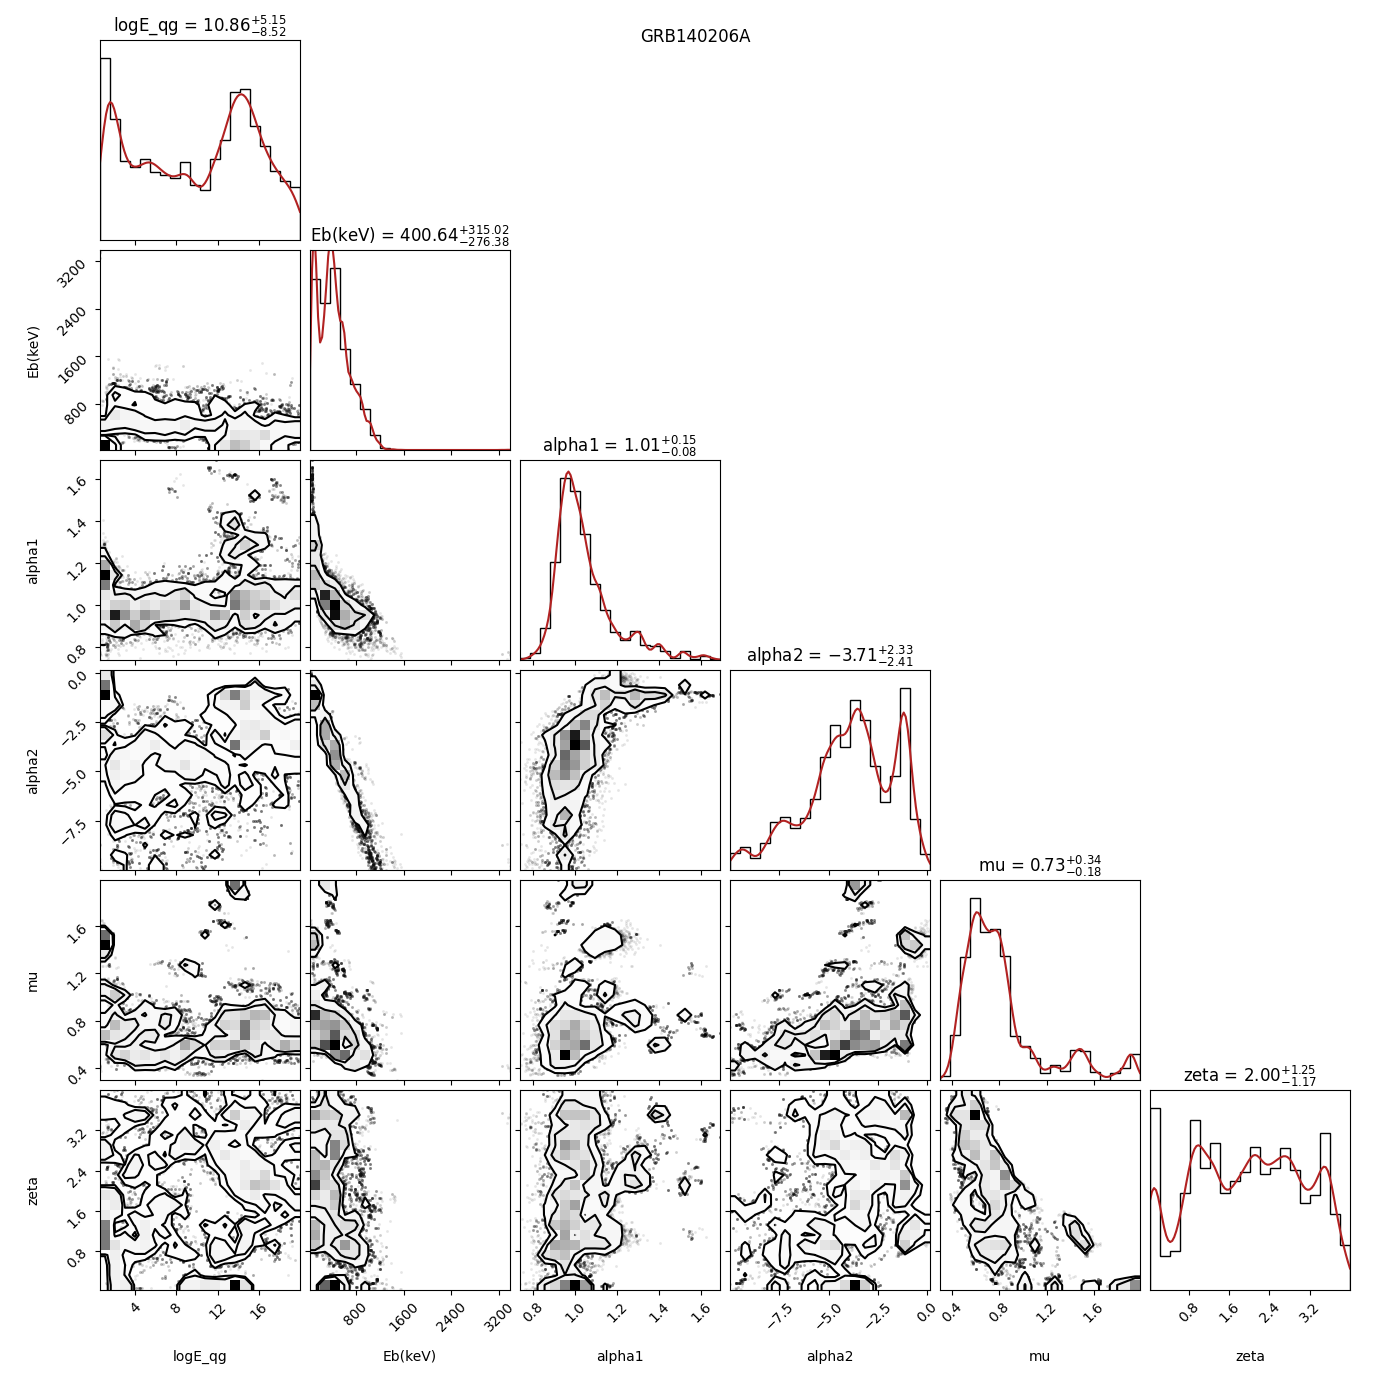 GRB140206A
logE_qg = 10.86+5.15−8.52
Eb(keV) = 400.64+315.02−276.38
3200
2400
1600
800
Eb(keV)
alpha1 = 1.01+0.15−0.08
1.6
1.4
1.2
1.0
0.8
alpha1
alpha2 = −3.71+2.33−2.41
0.0
−2.5
−5.0
−7.5
alpha2
mu = 0.73+0.34−0.18
1.6
1.2
0.8
0.4
mu
zeta = 2.00+1.25−1.17
3.2
2.4
1.6
0.8
zeta
4 8 12 16 800 1600 2400 3200 0.8 1.0 1.2 1.4 1.6 −7.5 −5.0 −2.5 0.0 0.4 0.8 1.2 1.6 0.8 1.6 2.4 3.2
logE_qg Eb(keV) alpha1 alpha2 mu zeta